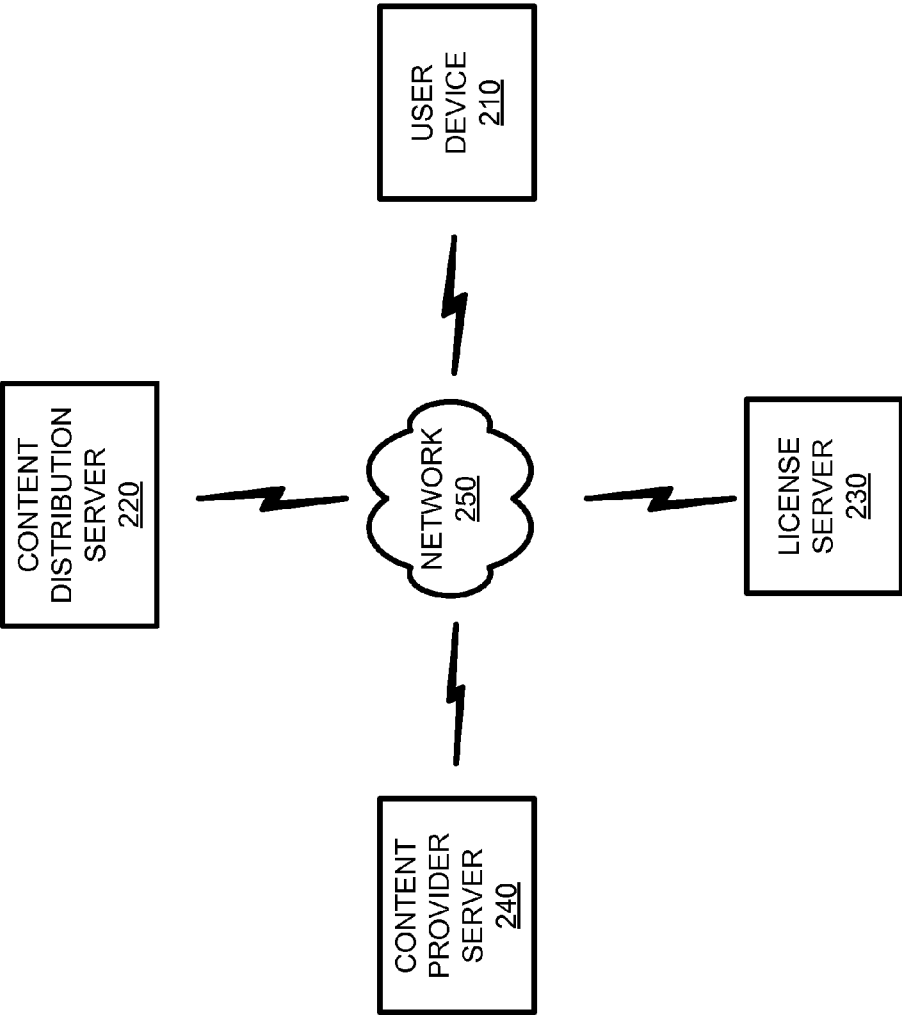 CONTENT
DISTRIBUTION
SERVER
220
USER
DEVICE
210
NETWORK
250
CONTENT
PROVIDER
SERVER
240
LICENSE
SERVER
230